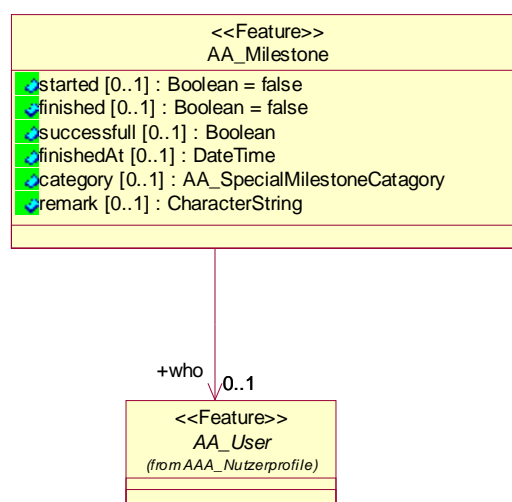 <<Feature>>
AA_Milestone
started [0..1] : Boolean = false
finished [0..1] : Boolean = false
successfull [0..1] : Boolean
finishedAt [0..1] : DateTime
category [0..1] : AA_SpecialMilestoneCatagory
remark [0..1] : CharacterString
+who
0..1
<<Feature>>
AA_User
(from AAA_Nutzerprofile)